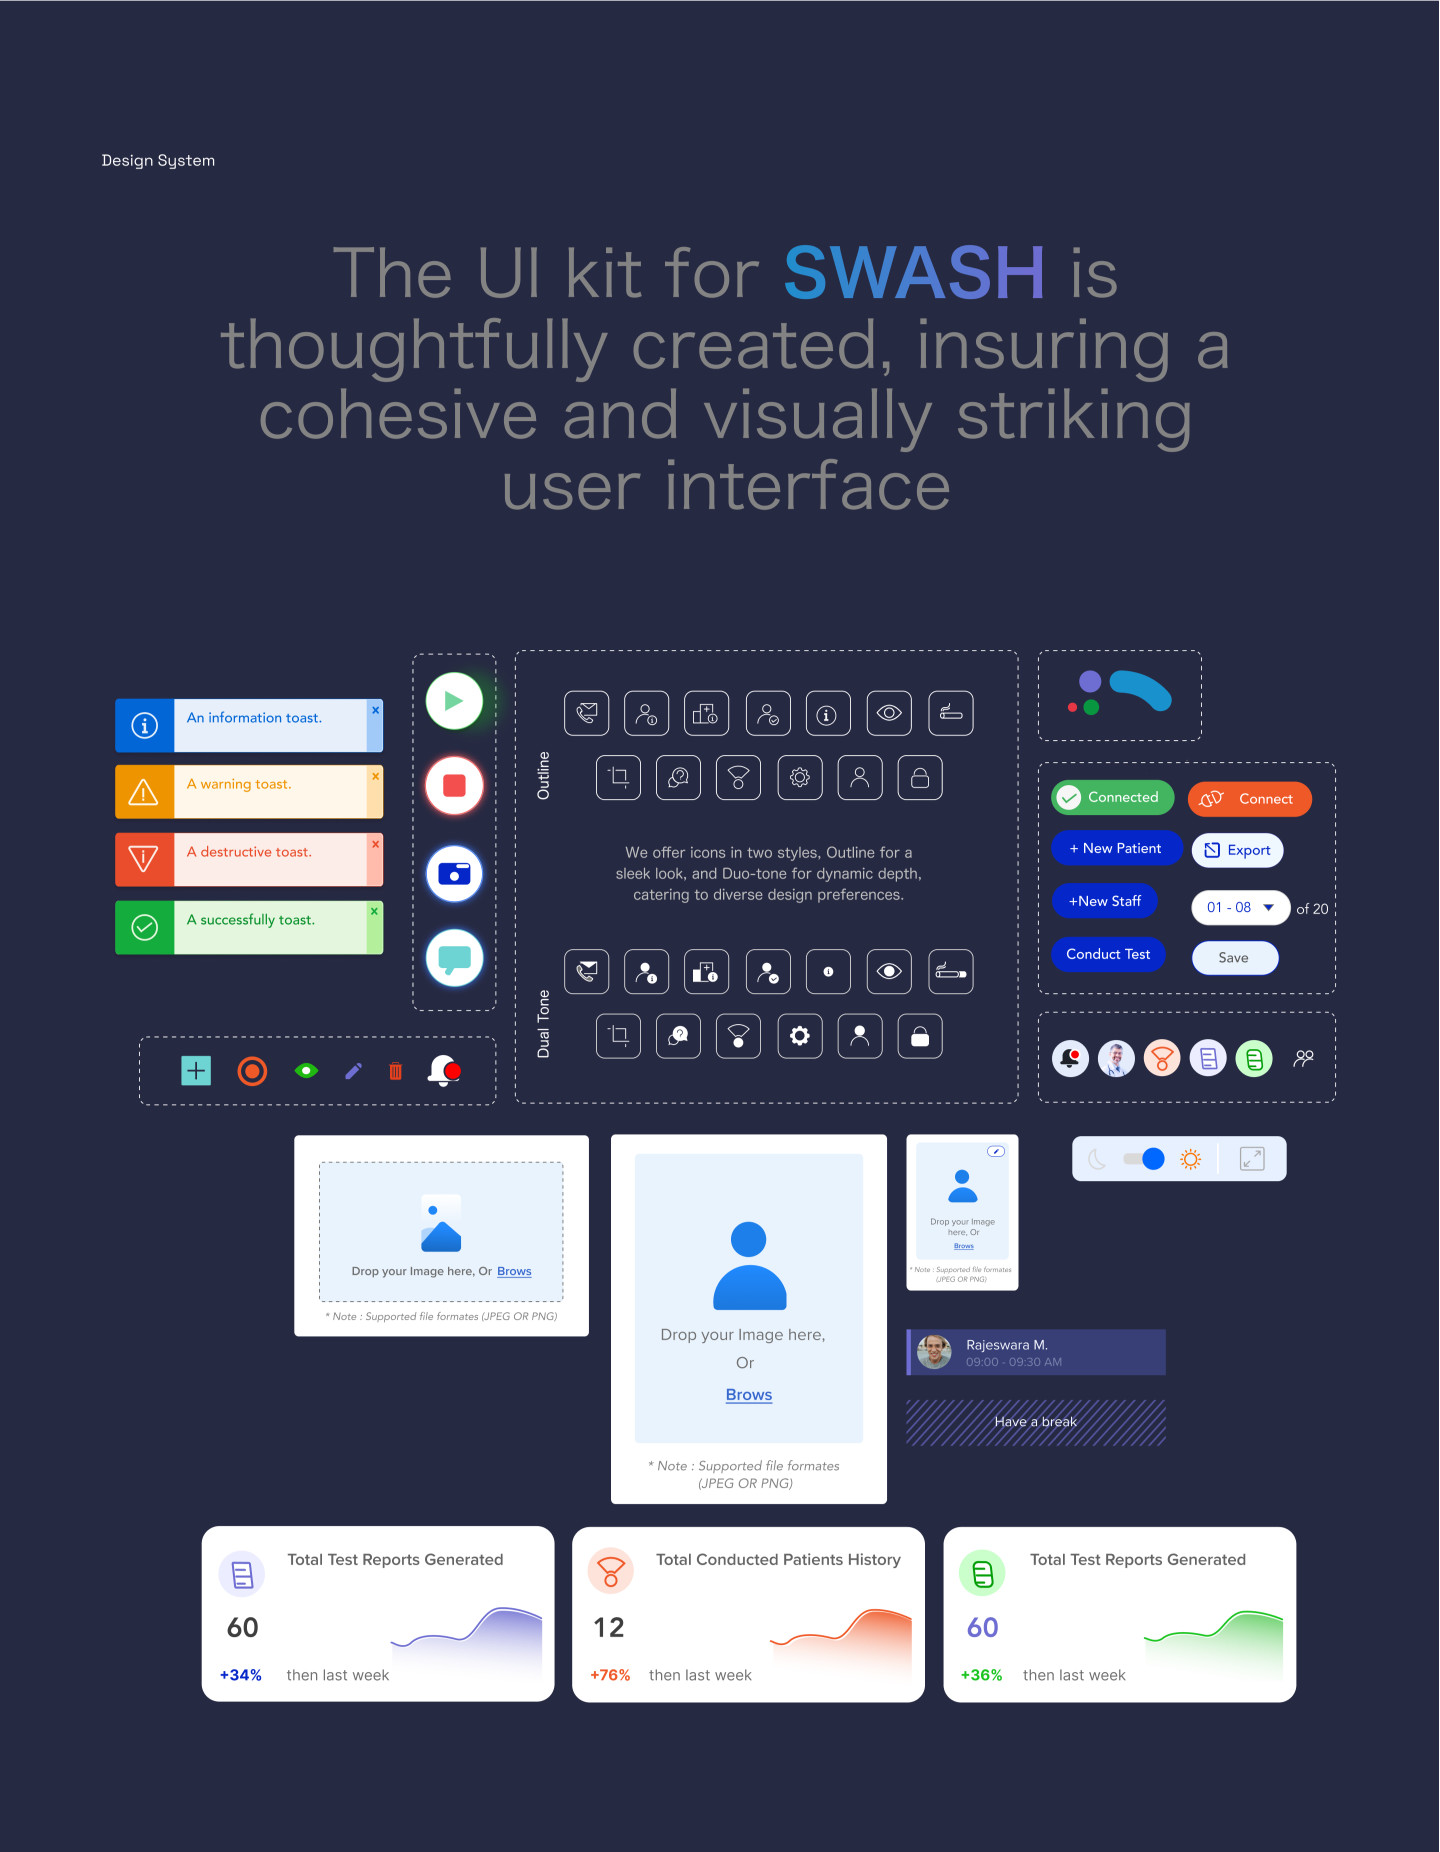 Design System
The UI kit for SWASH is
thoughtfully created, insuring a
cohesive and visually striking
user interface
An information toast.
x
A warning toast.
x
A destructive toast.
x
A successfully toast.
x
Outline
We offer icons in two styles, Outline for a
sleek look, and Duo-tone for dynamic depth,
catering to diverse design preferences.
Dual Tone
Connected
Connect
+ New Patient
Export
+New Staff
01 - 08
of 20
Conduct Test
Save
Drop your Image here, Or Brows
* Note : Supported file formates (JPEG OR PNG)
Drop your Image here,
Or
Brows
* Note : Supported file formates
(JPEG OR PNG)
Drop your Image
here, Or
Brows
* Note : Supported file formates
(JPEG OR PNG)
Rajeswara M.
09:00 - 09:30 AM
Have a break
Total Test Reports Generated
60
+34%
then last week
Total Conducted Patients History
12
+76%
then last week
Total Test Reports Generated
60
+36%
then last week